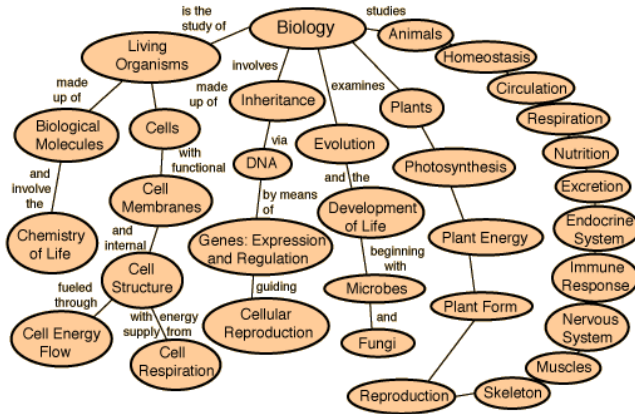 is the
study of
Biology
studies
Animals
Living
Organisms
Homeostasis
involves
Circulation
made
up of
made
up of
Inheritance
examines
Plants
Respiration
Biological
Molecules
Cells
via
Evolution
Nutrition
with
functional
DNA
and the
Photosynthesis
Excretion
and
involve
the
Cell
Membranes
by means
of
Development
of Life
Endocrine
System
Chemistry
of Life
and
internal
Genes: Expression
and Regulation
beginning
with
Plant Energy
Immune
Response
Cell
Structure
guiding
Microbes
Plant Form
fueled
through
with energy
supply from
Cellular
Reproduction
and
Nervous
System
Cell Energy
Flow
Cell
Respiration
Fungi
Muscles
Reproduction
Skeleton